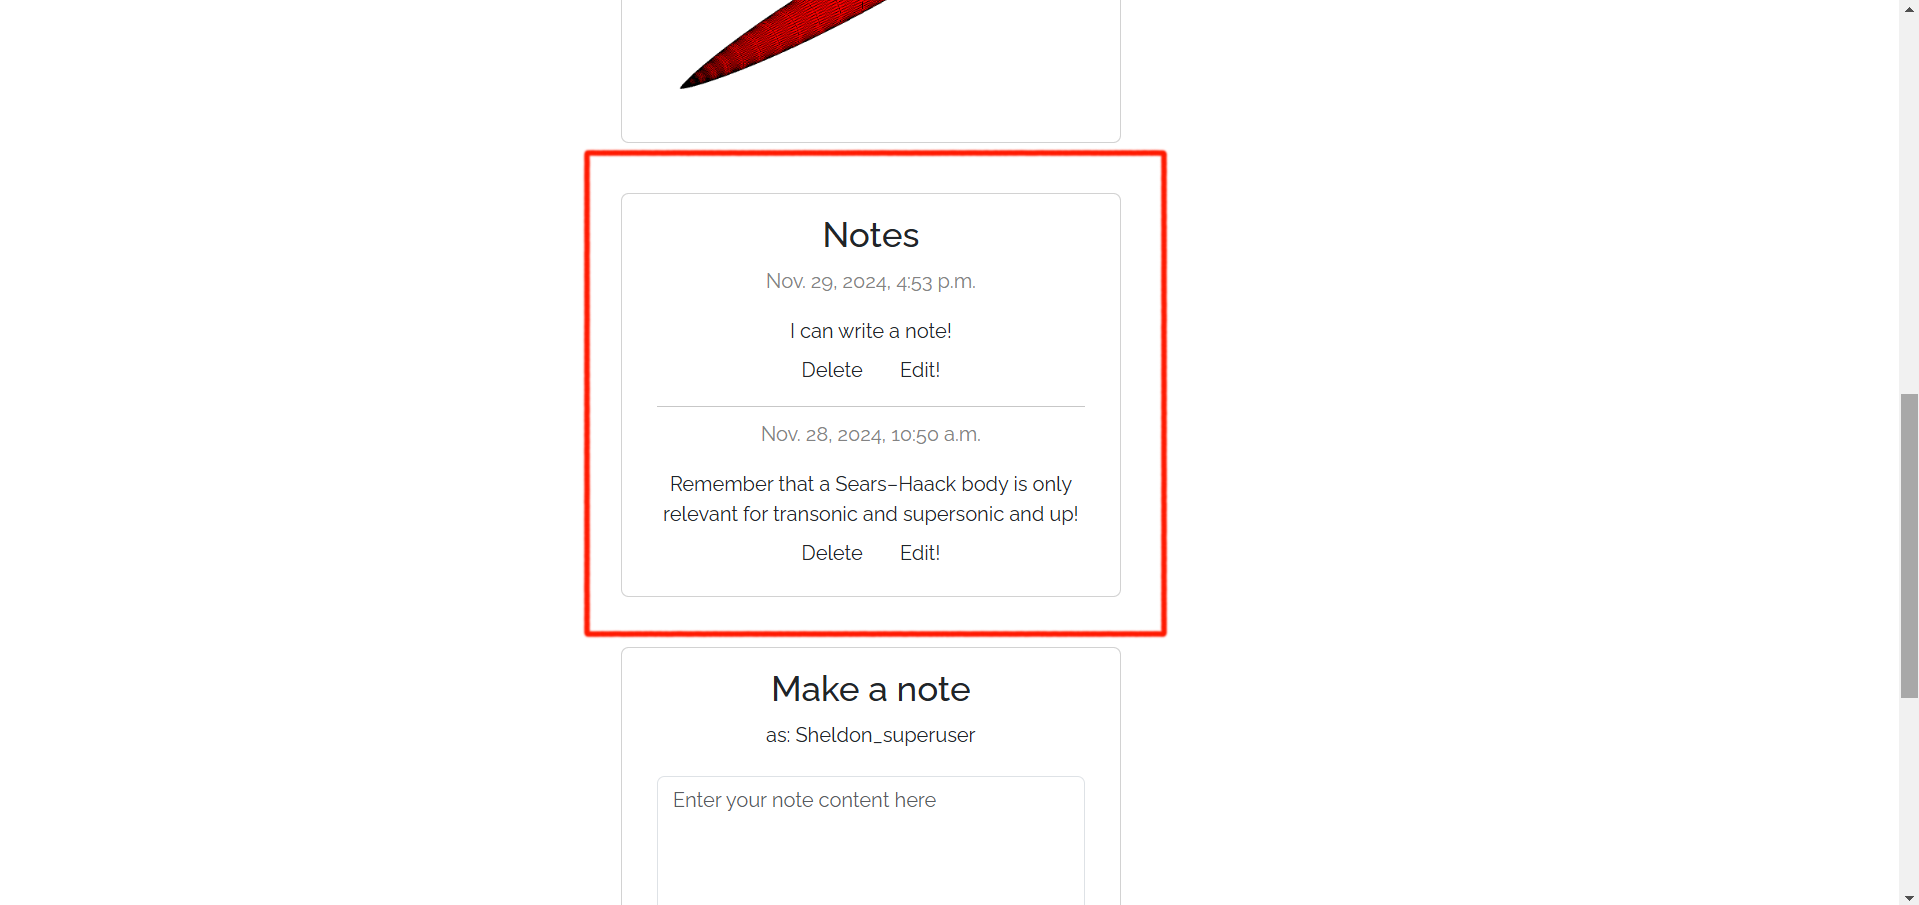 Notes
Nov. 29, 2024, 4:53 p.m.
I can write a note!
Delete Edit!
Nov. 28, 2024, 10:50 a.m.
Remember that a Sears–Haack body is only
relevant for transonic and supersonic and up!
Delete Edit!
Make a note
as: Sheldon_superuser
Enter your note content here